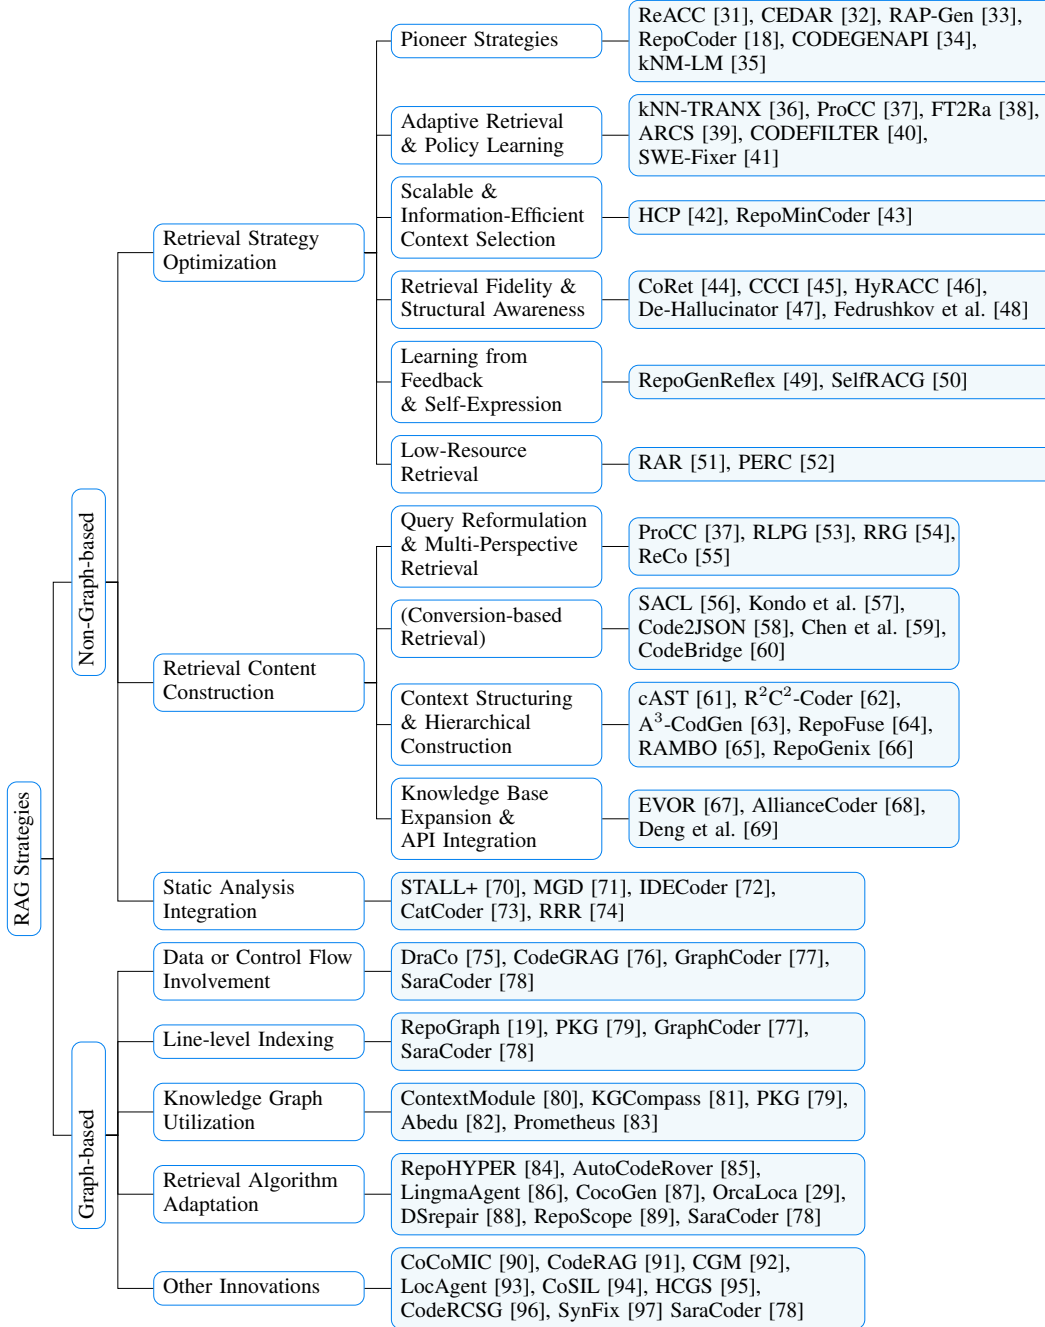 RAG Strategies
Non-Graph-based
Retrieval Strategy
Optimization
Pioneer Strategies
ReACC [31], CEDAR [32], RAP-Gen [33],
RepoCoder [18], CODEGENAPI [34],
kNM-LM [35]
Adaptive Retrieval
& Policy Learning
kNN-TRANX [36], ProCC [37], FT2Ra [38],
ARCS [39], CODEFILTER [40],
SWE-Fixer [41]
Scalable &
Information-Efficient
Context Selection
HCP [42], RepoMinCoder [43]
Retrieval Fidelity &
Structural Awareness
CoRet [44], CCCI [45], HyRACC [46],
De-Hallucinator [47], Fedrushkov et al. [48]
Learning from
Feedback
& Self-Expression
RepoGenReflex [49], SelfRACG [50]
Low-Resource
Retrieval
RAR [51], PERC [52]
Retrieval Content
Construction
Query Reformulation
& Multi-Perspective
Retrieval
ProCC [37], RLPG [53], RRG [54],
ReCo [55]
(Conversion-based
Retrieval)
SACL [56], Kondo et al. [57],
Code2JSON [58], Chen et al. [59],
CodeBridge [60]
Context Structuring
& Hierarchical
Construction
cAST [61], R²C²-Coder [62],
A³-CodGen [63], RepoFuse [64],
RAMBO [65], RepoGenix [66]
Knowledge Base
Expansion &
API Integration
EVOR [67], AllianceCoder [68],
Deng et al. [69]
Static Analysis
Integration
STALL+ [70], MGD [71], IDECoder [72],
CatCoder [73], RRR [74]
Graph-based
Data or Control Flow
Involvement
DraCo [75], CodeGRAG [76], GraphCoder [77],
SaraCoder [78]
Line-level Indexing
RepoGraph [19], PKG [79], GraphCoder [77],
SaraCoder [78]
Knowledge Graph
Utilization
ContextModule [80], KGCompass [81], PKG [79],
Abedu [82], Prometheus [83]
Retrieval Algorithm
Adaptation
RepoHYPER [84], AutoCodeRover [85],
LingmaAgent [86], CocoGen [87], OrcaLoca [29],
DSrepair [88], RepoScope [89], SaraCoder [78]
Other Innovations
CoCoMIC [90], CodeRAG [91], CGM [92],
LocAgent [93], CoSIL [94], HCGS [95],
CodeRCSG [96], SynFix [97] SaraCoder [78]